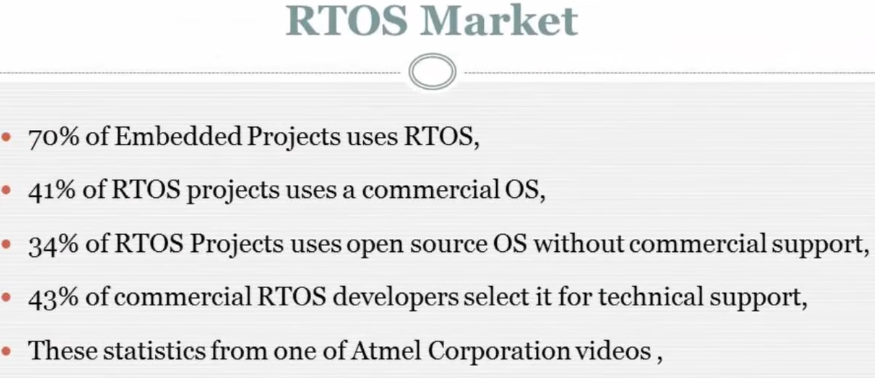 RTOS Market
70% of Embedded Projects uses RTOS,
41% of RTOS projects uses a commercial OS,
34% of RTOS Projects uses open source OS without commercial support,
43% of commercial RTOS developers select it for technical support,
These statistics from one of Atmel Corporation videos ,